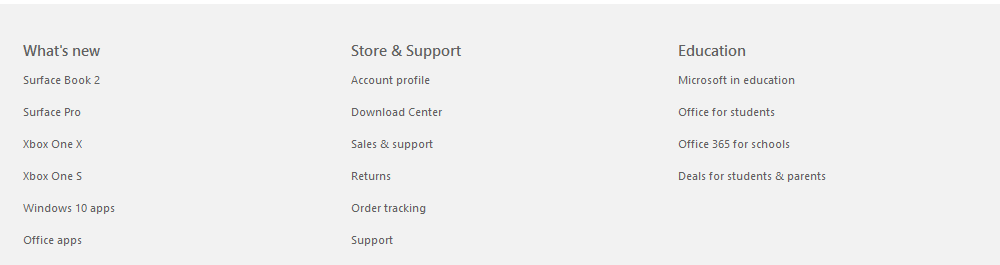 What's new
Surface Book 2
Surface Pro
Xbox One X
Xbox One S
Windows 10 apps
Office apps
Store & Support
Account profile
Download Center
Sales & support
Returns
Order tracking
Support
Education
Microsoft in education
Office for students
Office 365 for schools
Deals for students & parents